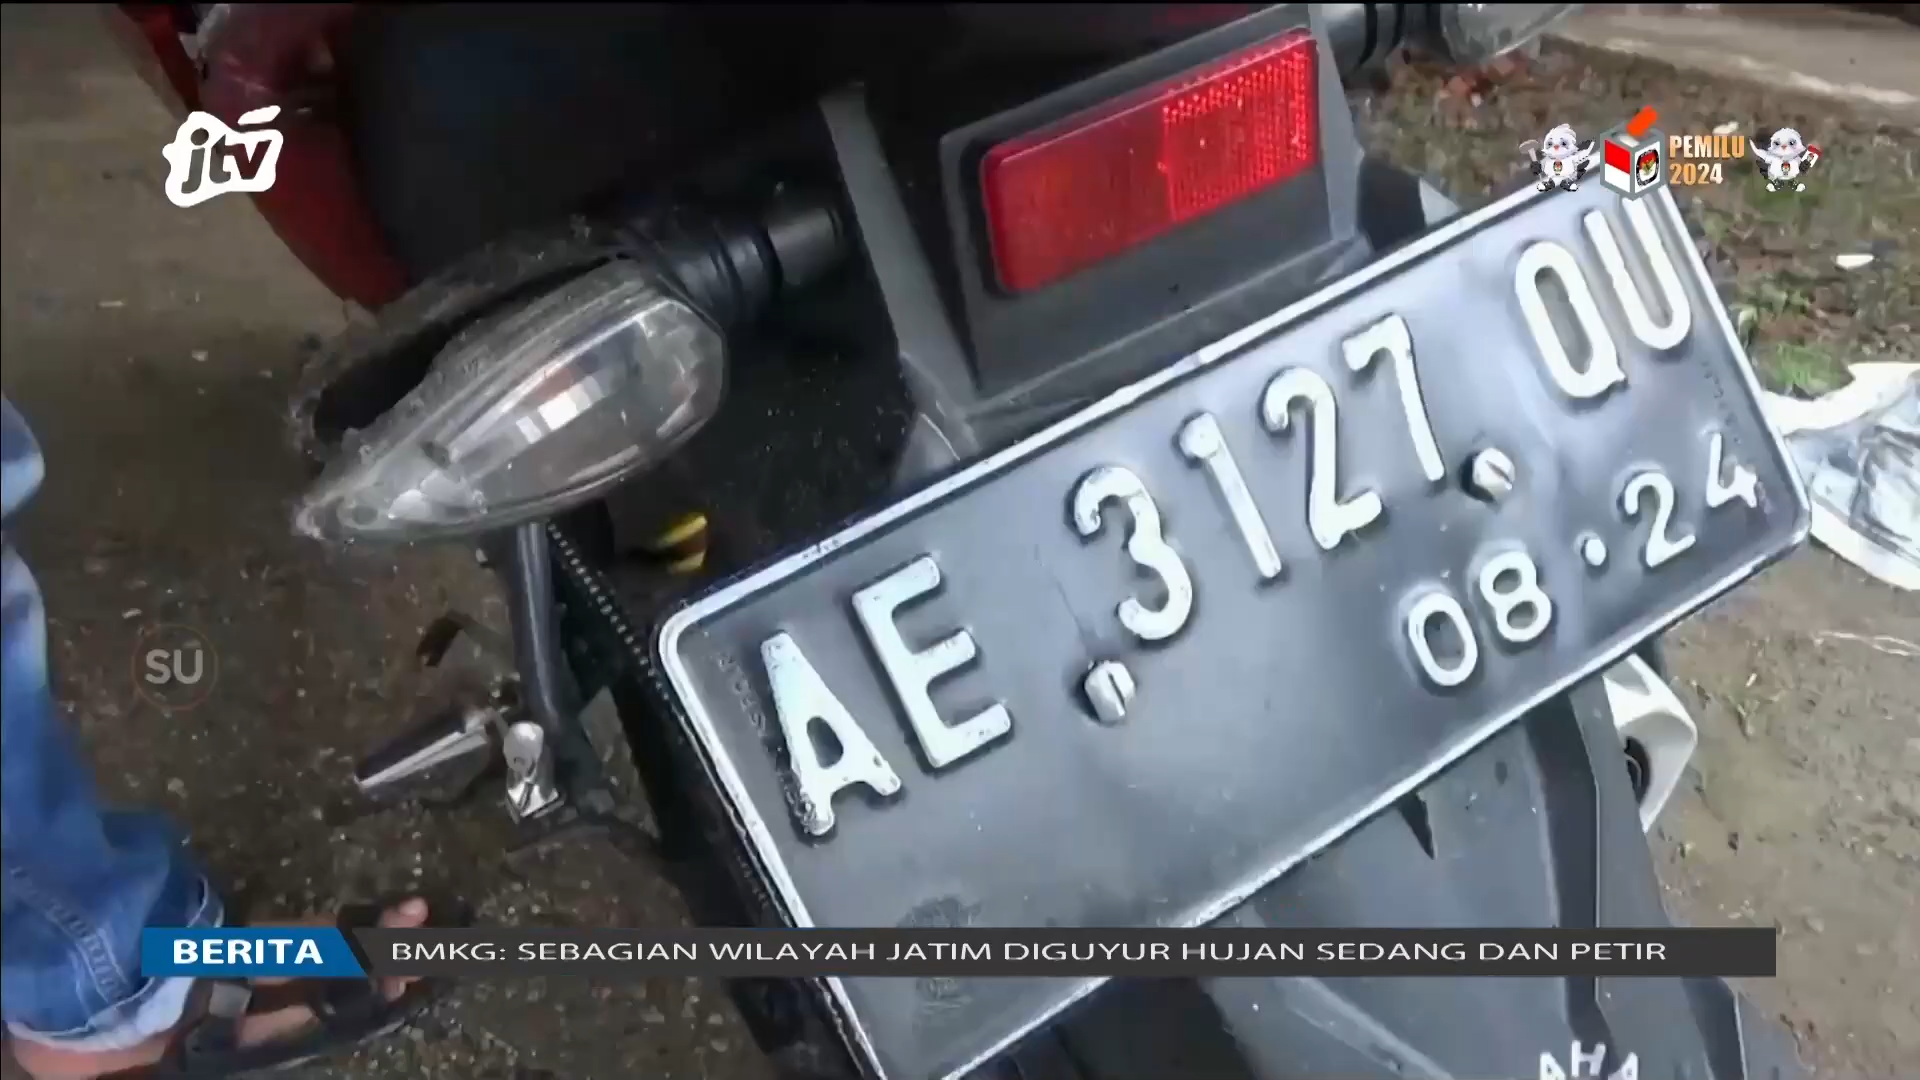 jtv
PEMILU
2024
AE 3127 QU
08·24
SU
BERITA
BMKG: SEBAGIAN WILAYAH JATIM DIGUYUR HUJAN SEDANG DAN PETIR